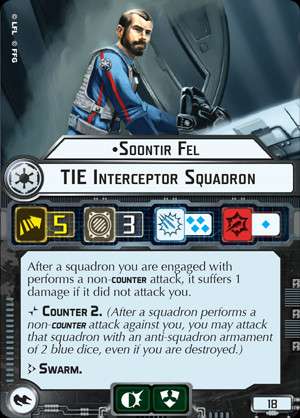 © LFL © FFG
•Soontir Fel
TIE Interceptor Squadron
5
3
After a squadron you are engaged with
performs a non-counter attack, it suffers 1
damage if it did not attack you.
Counter 2. (After a squadron performs a
non-counter attack against you, you may attack
that squadron with an anti-squadron armament
of 2 blue dice, even if you are destroyed.)
Swarm.
18